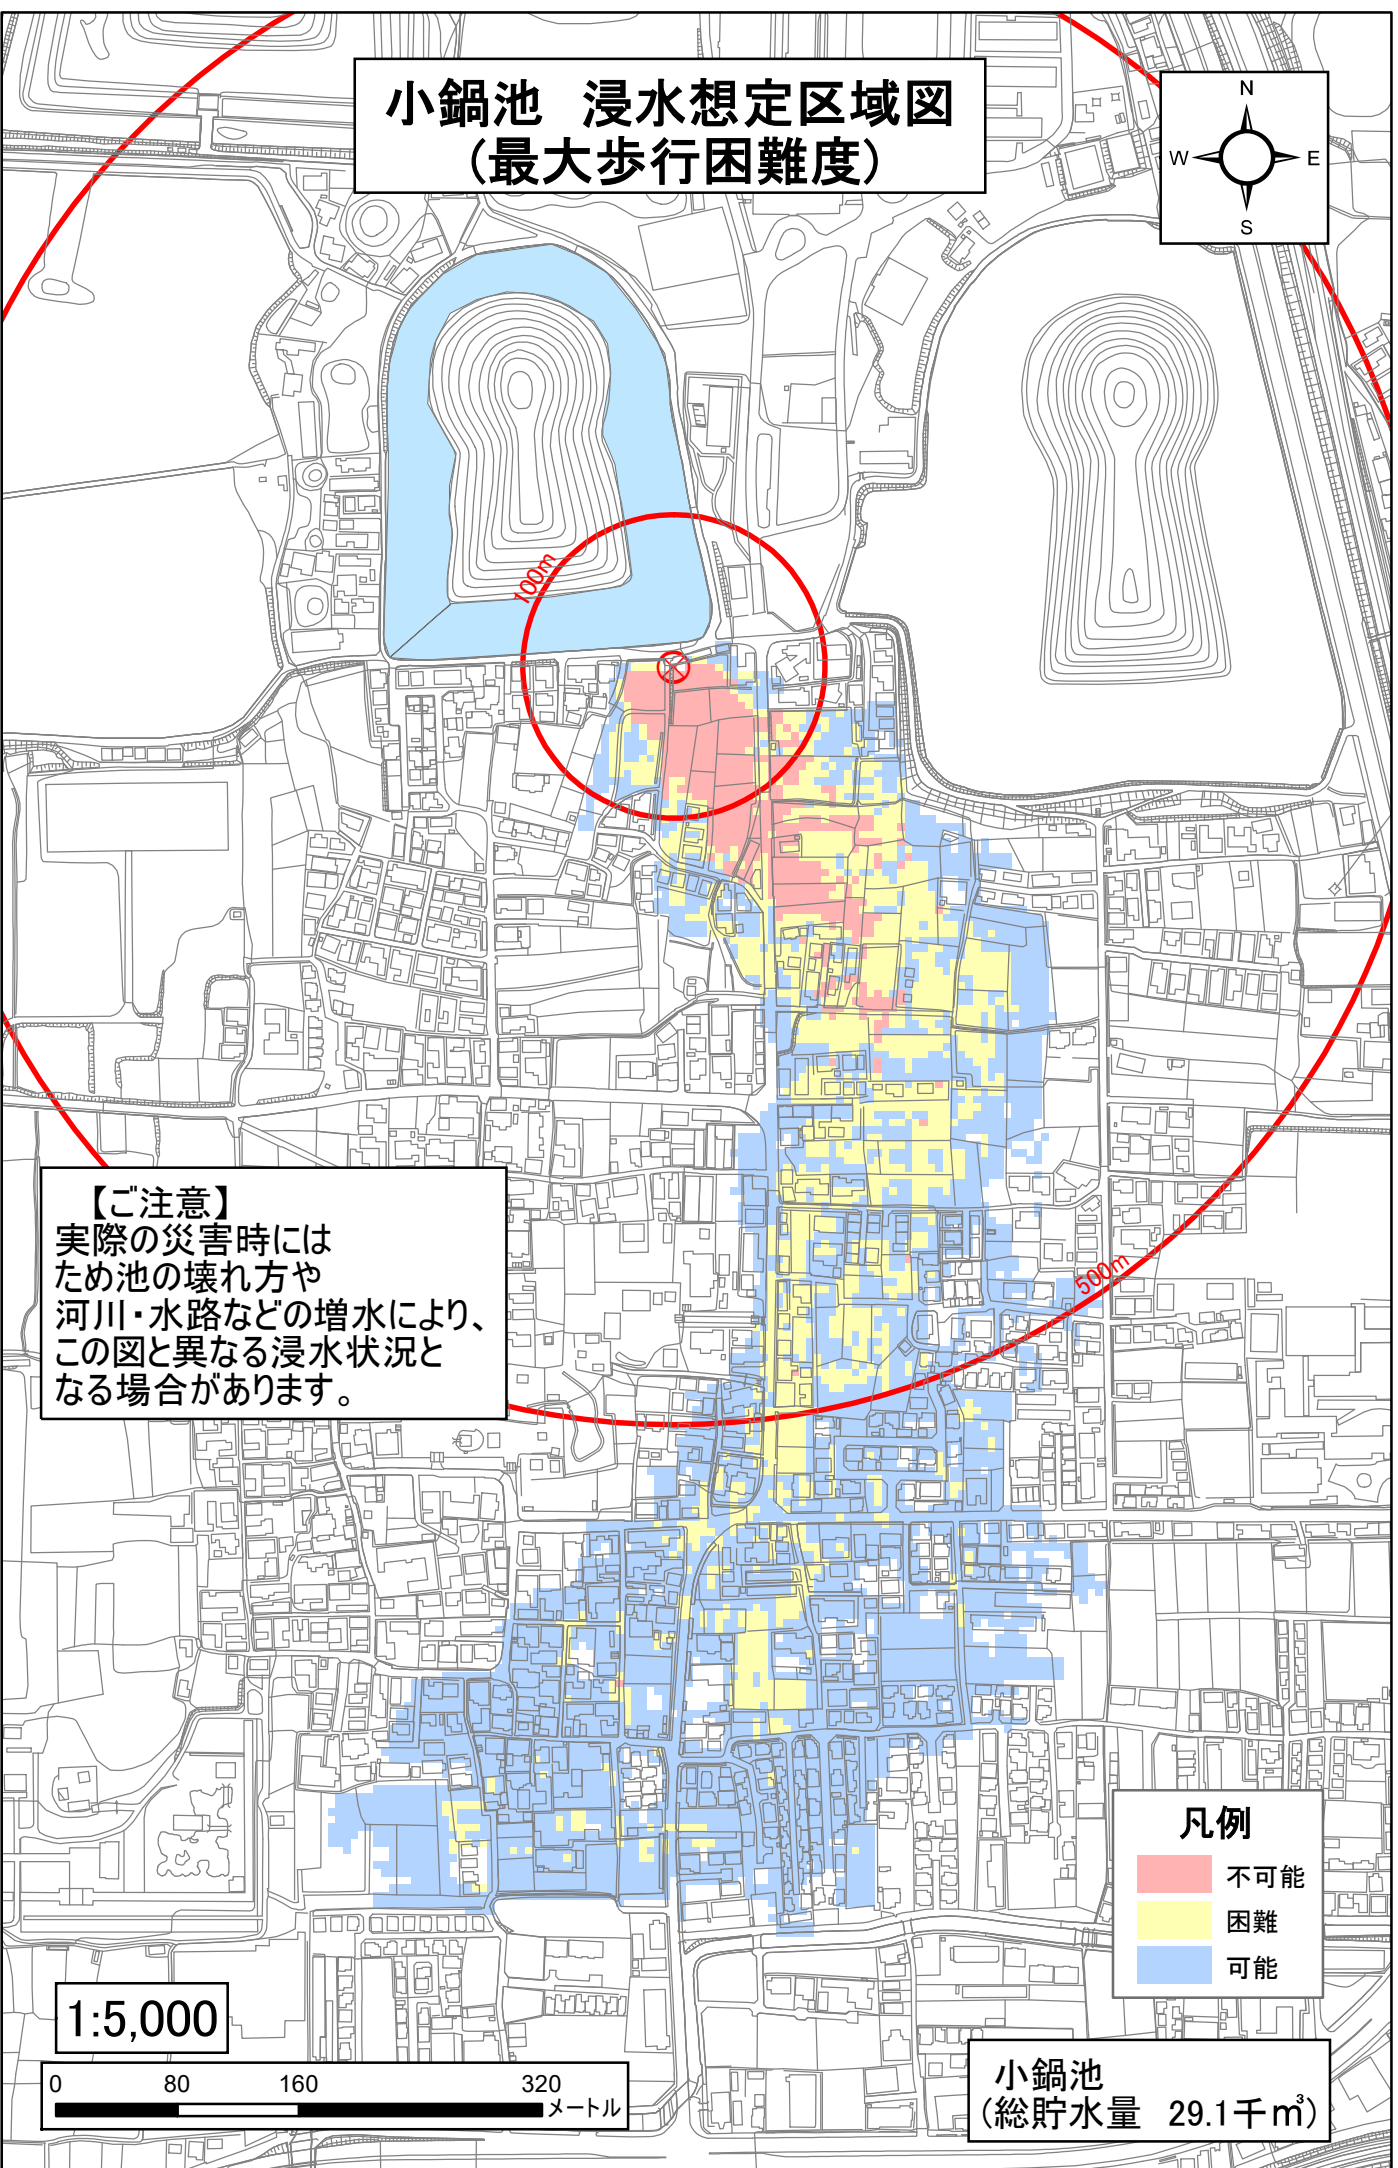 小鍋池　浸水想定区域図
(最大歩行困難度)
N
W
E
S
100m
500m
【ご注意】
実際の災害時には
ため池の壊れ方や
河川・水路などの増水により、
この図と異なる浸水状況と
なる場合があります。
凡例
不可能
困難
可能
1:5,000
0 80 160 320
メートル
小鍋池
(総貯水量　29.1千㎥)